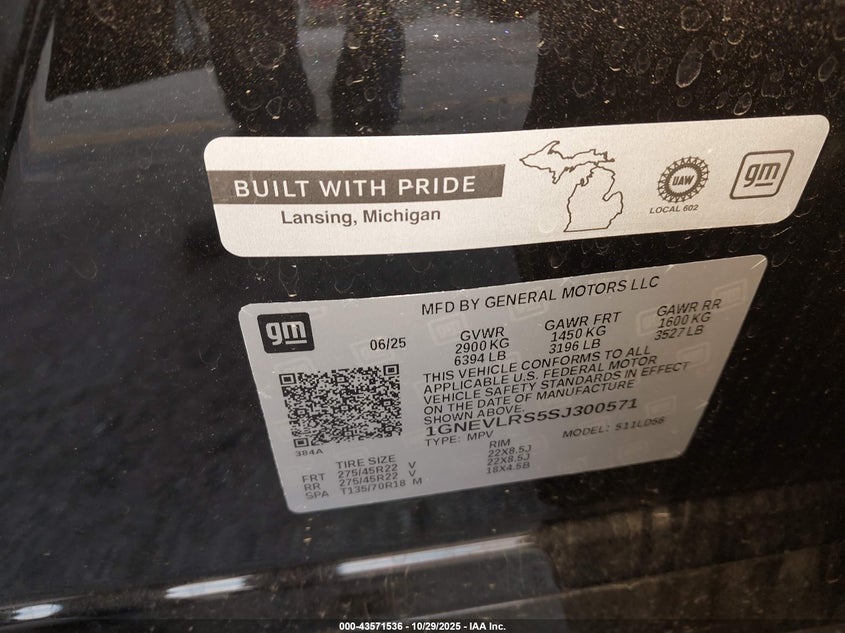 BUILT WITH PRIDE
Lansing, Michigan
UAW
LOCAL 602
gm
MFD BY GENERAL MOTORS LLC
gm
06/25
GVWR
2900 KG
6394 LB
GAWR FRT
1450 KG
3196 LB
GAWR RR
1600 KG
3527 LB
THIS VEHICLE CONFORMS TO ALL
APPLICABLE U.S. FEDERAL MOTOR
VEHICLE SAFETY STANDARDS IN EFFECT
ON THE DATE OF MANUFACTURE
SHOWN ABOVE.
1GNEVLRS5SJ300571
TYPE: MPV MODEL: 511LD56
384A
TIRE SIZE RIM
FRT 275/45R22 V 22X8.5J
RR 275/45R22 V 22X8.5J
SPA T135/70R18 M 18X4.5B
000-43571536 - 10/29/2025 - IAA Inc.